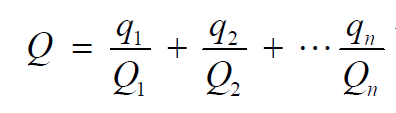 Q = q₁/Q₁ + q₂/Q₂ + ⋯ qₙ/Qₙ